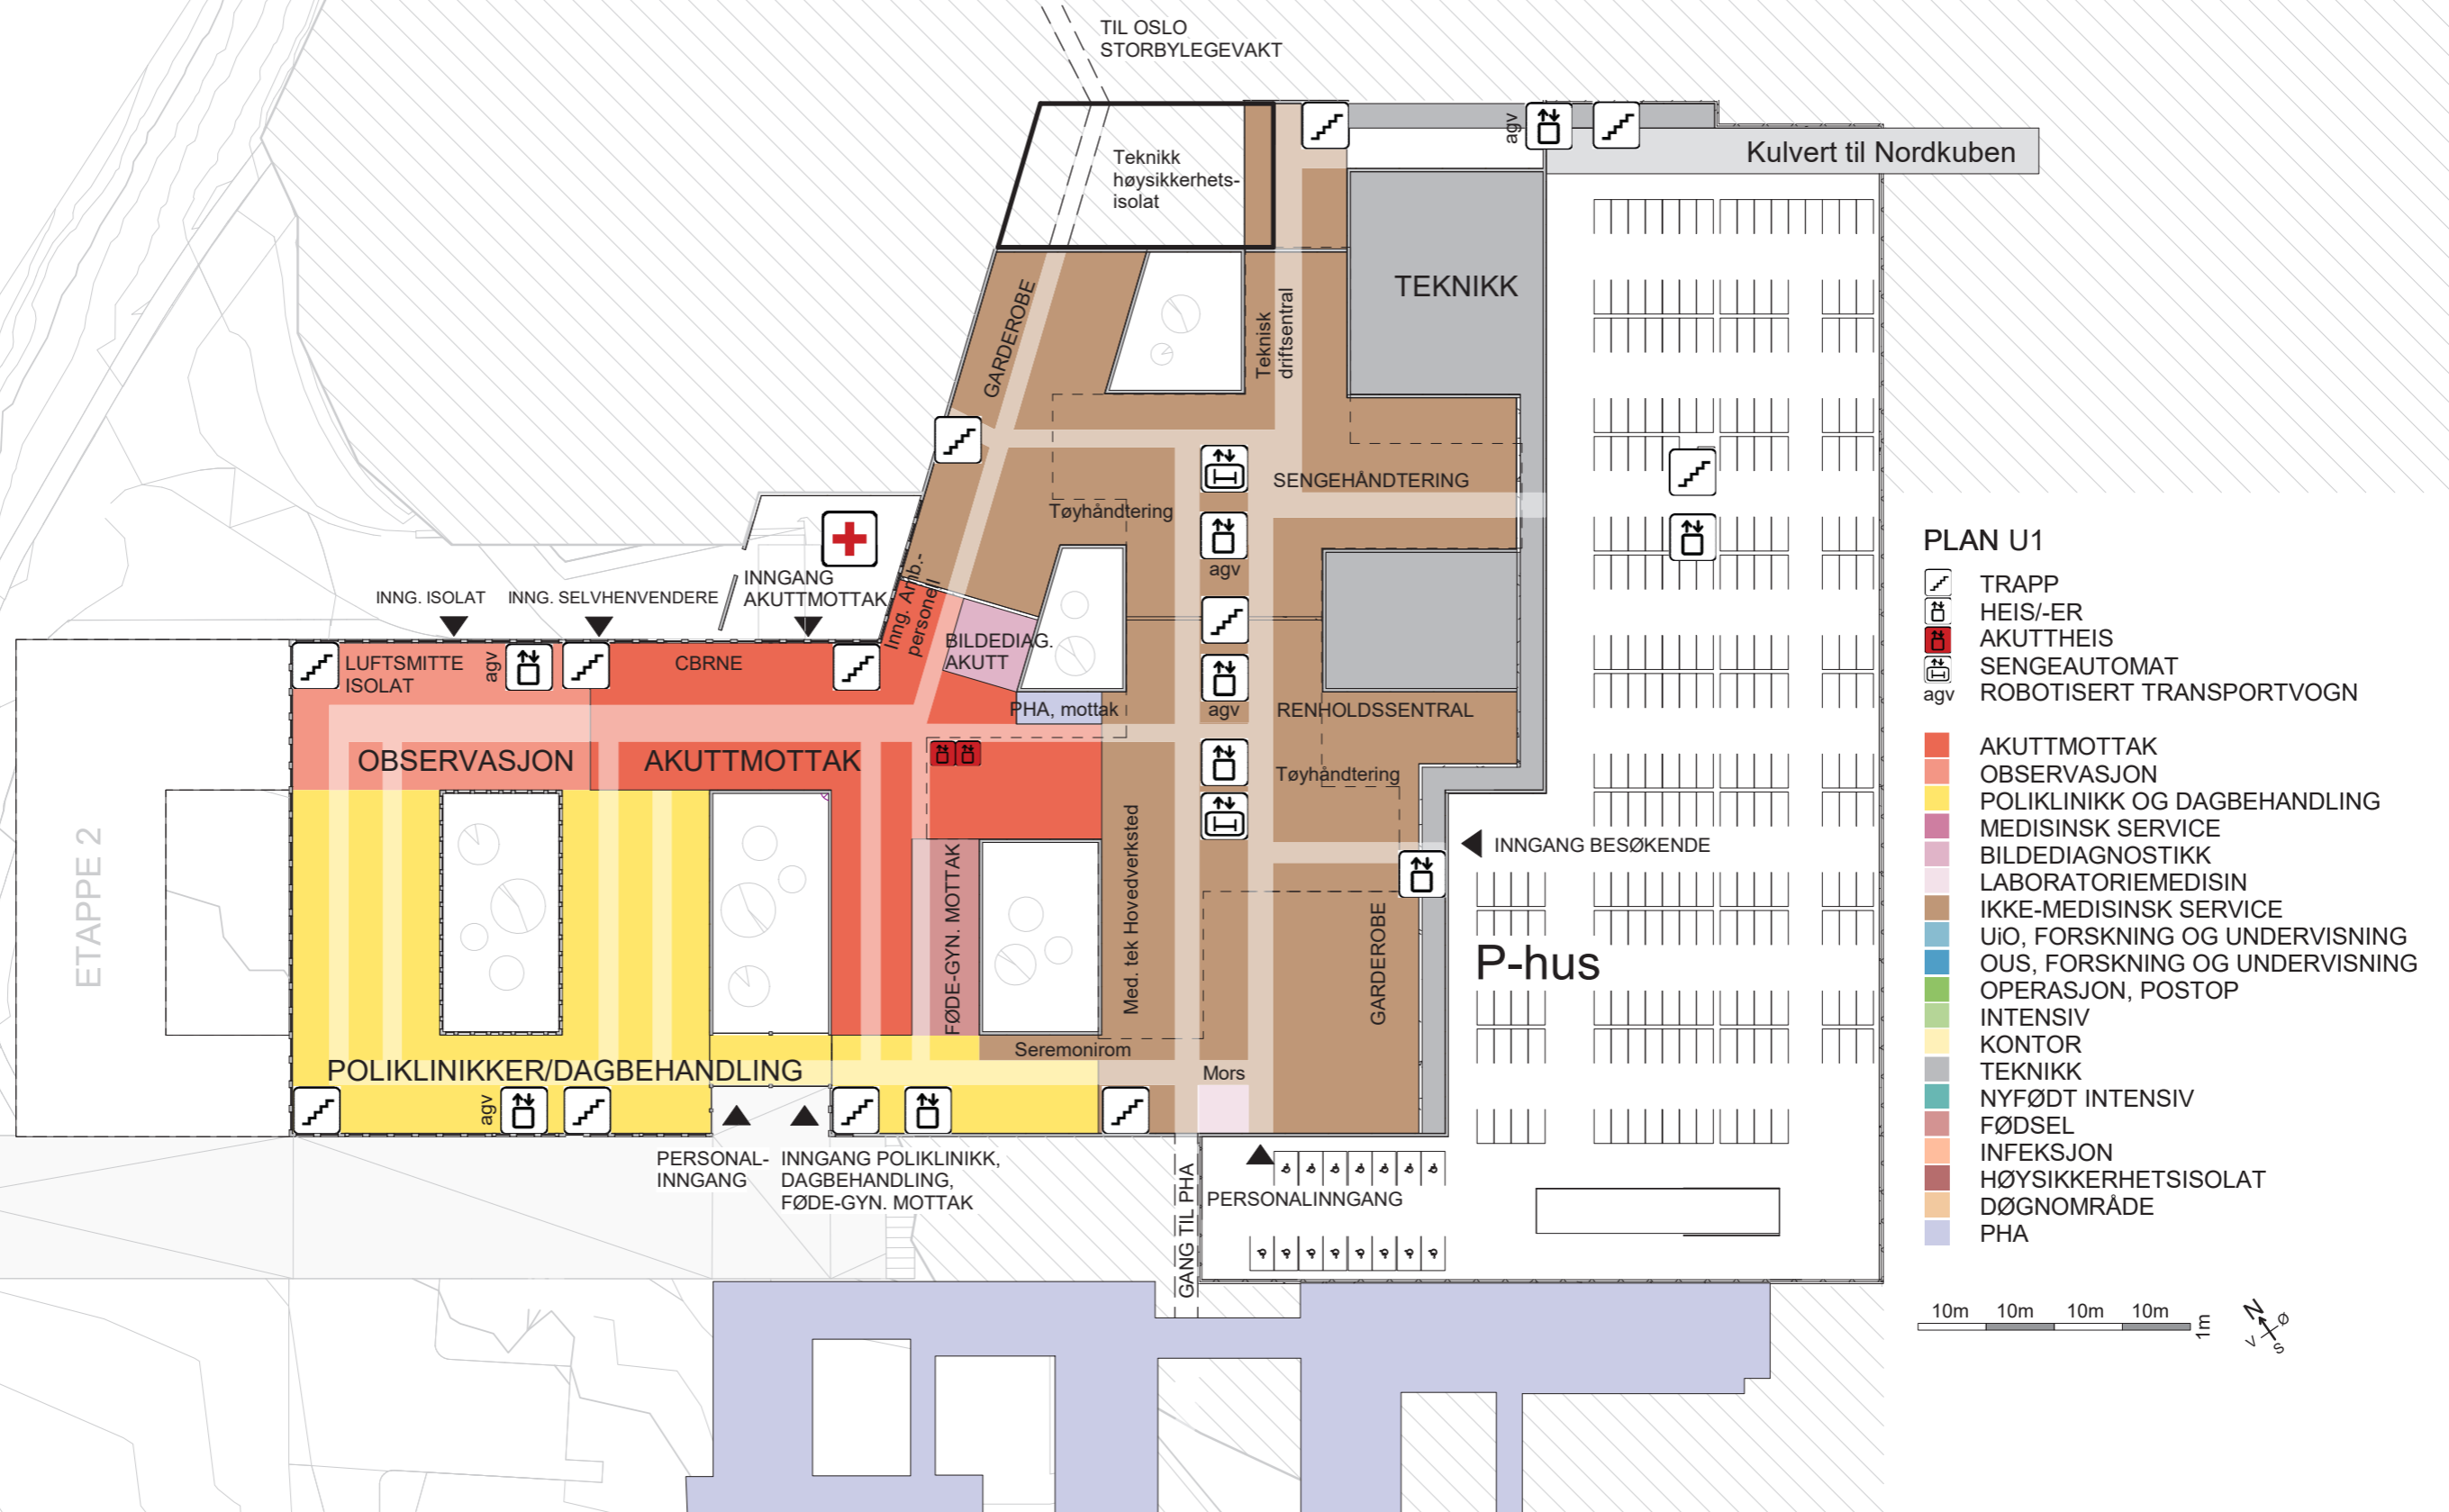 TIL OSLO
STORBYLEGEVAKT
Teknikk
høysikkerhets-
isolat
agv
Kulvert til Nordkuben
TEKNIKK
GARDEROBE
Teknisk
driftsentral
SENGEHÅNDTERING
Tøyhåndtering
agv
INNG. ISOLAT
INNG. SELVHENVENDERE
INNGANG
AKUTTMOTTAK
Inng. Amb.-
personell
BILDEDIAG.
AKUTT
LUFTSMITTE
ISOLAT
agv
CBRNE
PHA, mottak
agv
RENHOLDSSENTRAL
OBSERVASJON
AKUTTMOTTAK
Tøyhåndtering
ETAPPE 2
FØDE-GYN. MOTTAK
Med. tek Hovedverksted
INNGANG BESØKENDE
GARDEROBE
P-hus
Seremonirom
POLIKLINIKKER/DAGBEHANDLING
Mors
agv
PERSONAL-
INNGANG
INNGANG POLIKLINIKK,
DAGBEHANDLING,
FØDE-GYN. MOTTAK
GANG TIL PHA
PERSONALINNGANG
PLAN U1
TRAPP
HEIS/-ER
AKUTTHEIS
SENGEAUTOMAT
agv ROBOTISERT TRANSPORTVOGN
AKUTTMOTTAK
OBSERVASJON
POLIKLINIKK OG DAGBEHANDLING
MEDISINSK SERVICE
BILDEDIAGNOSTIKK
LABORATORIEMEDISIN
IKKE-MEDISINSK SERVICE
UiO, FORSKNING OG UNDERVISNING
OUS, FORSKNING OG UNDERVISNING
OPERASJON, POSTOP
INTENSIV
KONTOR
TEKNIKK
NYFØDT INTENSIV
FØDSEL
INFEKSJON
HØYSIKKERHETSISOLAT
DØGNOMRÅDE
PHA
10m 10m 10m 10m
1m
N
Ø
V
S